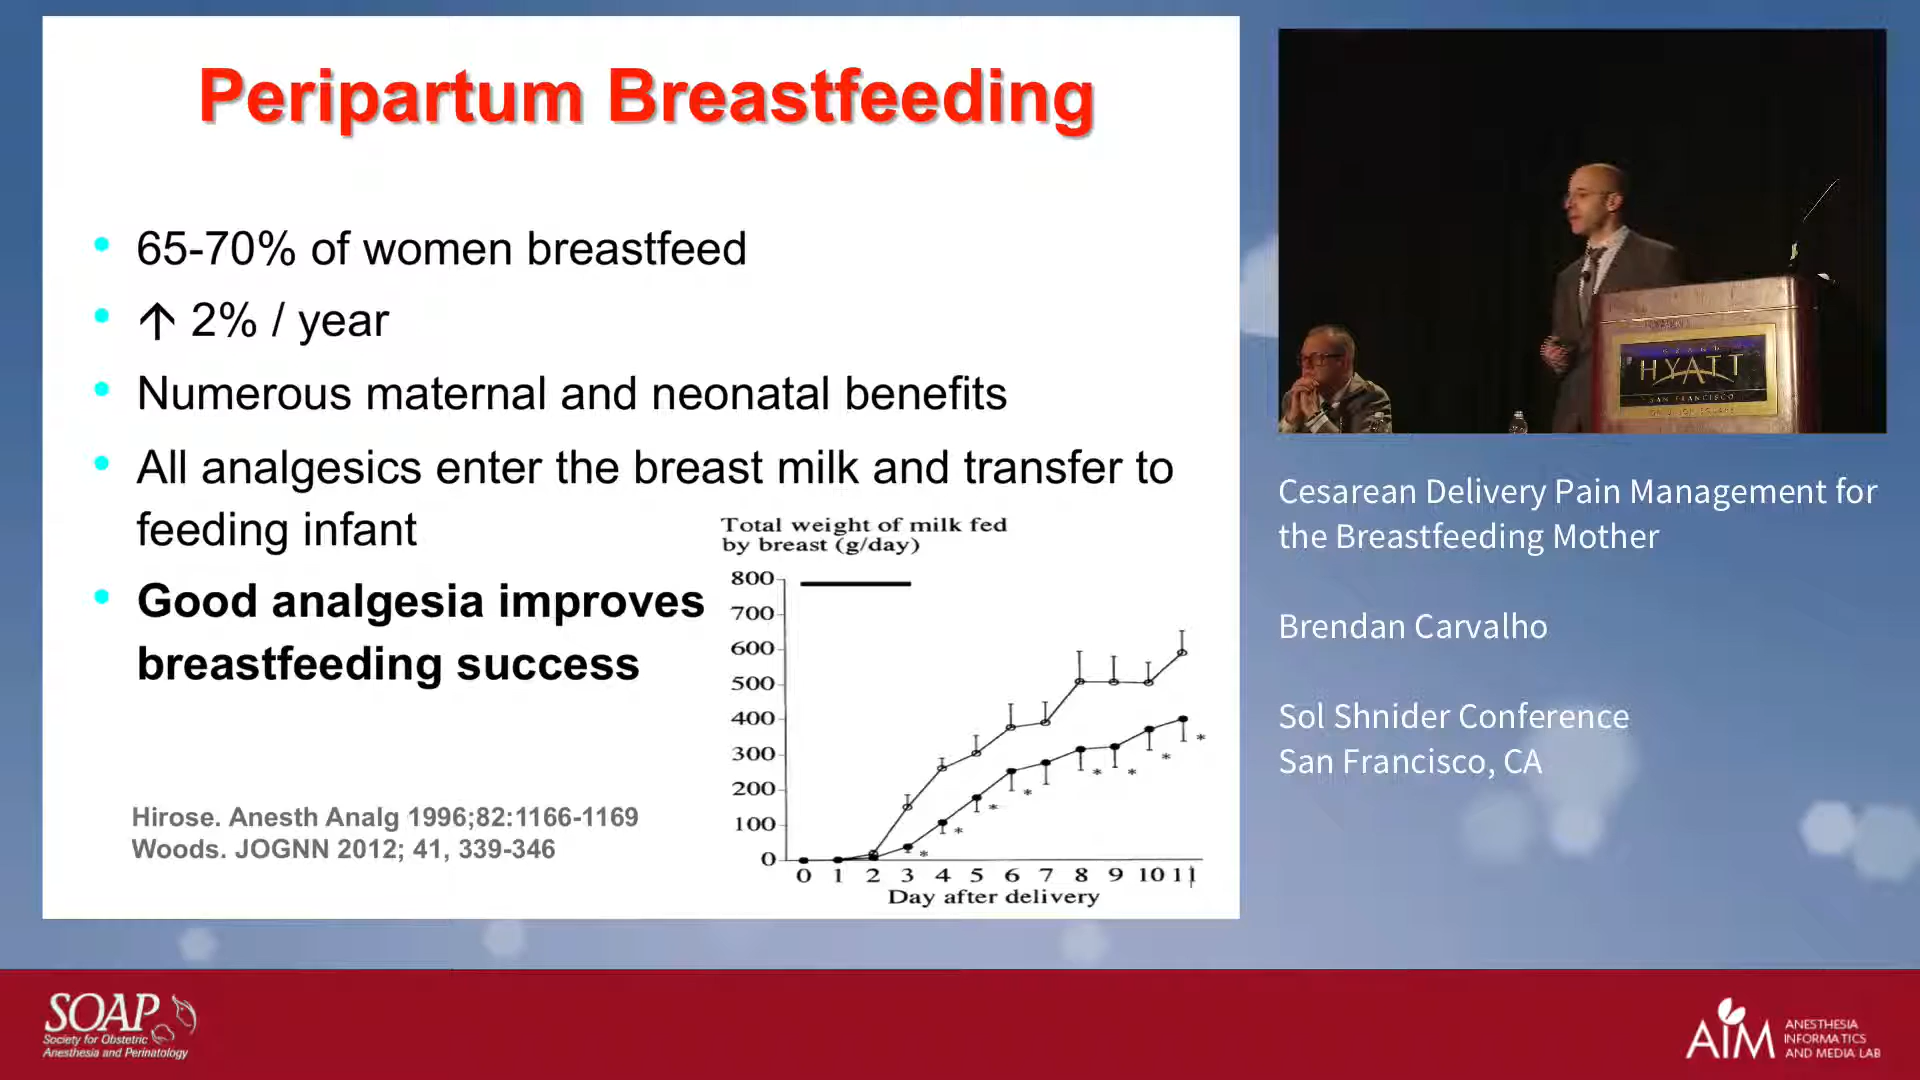 Peripartum Breastfeeding
65-70% of women breastfeed
↑ 2% / year
Numerous maternal and neonatal benefits
All analgesics enter the breast milk and transfer to
feeding infant
Good analgesia improves
breastfeeding success
Total weight of milk fed
by breast (g/day)
800
700
600
500
400
300
200
100
0
0 1 2 3 4 5 6 7 8 9 10 11
Day after delivery
Hirose. Anesth Analg 1996;82:1166-1169
Woods. JOGNN 2012; 41, 339-346
GRAND
HYATT
SAN FRANCISCO
Cesarean Delivery Pain Management for
the Breastfeeding Mother
Brendan Carvalho
Sol Shnider Conference
San Francisco, CA
SOAP
Society for Obstetric
Anesthesia and Perinatology
AIM
ANESTHESIA
INFORMATICS
AND MEDIA LAB